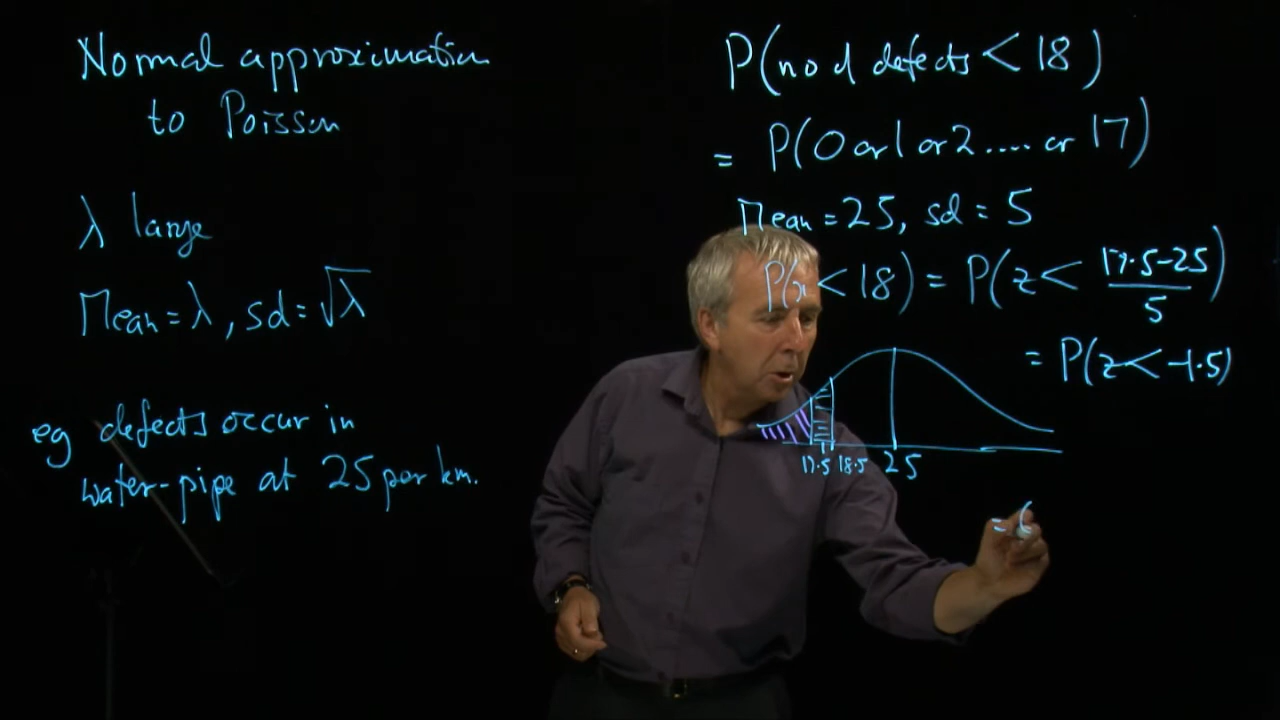 Normal approximation
to Poisson
λ large
Mean = λ, sd = √λ
eg defects occur in
water-pipe at 25 per km.
P(no d defects < 18)
= P(0 or 1 or 2 .... or 17)
Mean = 25, sd = 5
P(x < 18) = P(z < (17.5-25)/5)
= P(z < -1.5)
17.5 18.5 25
=